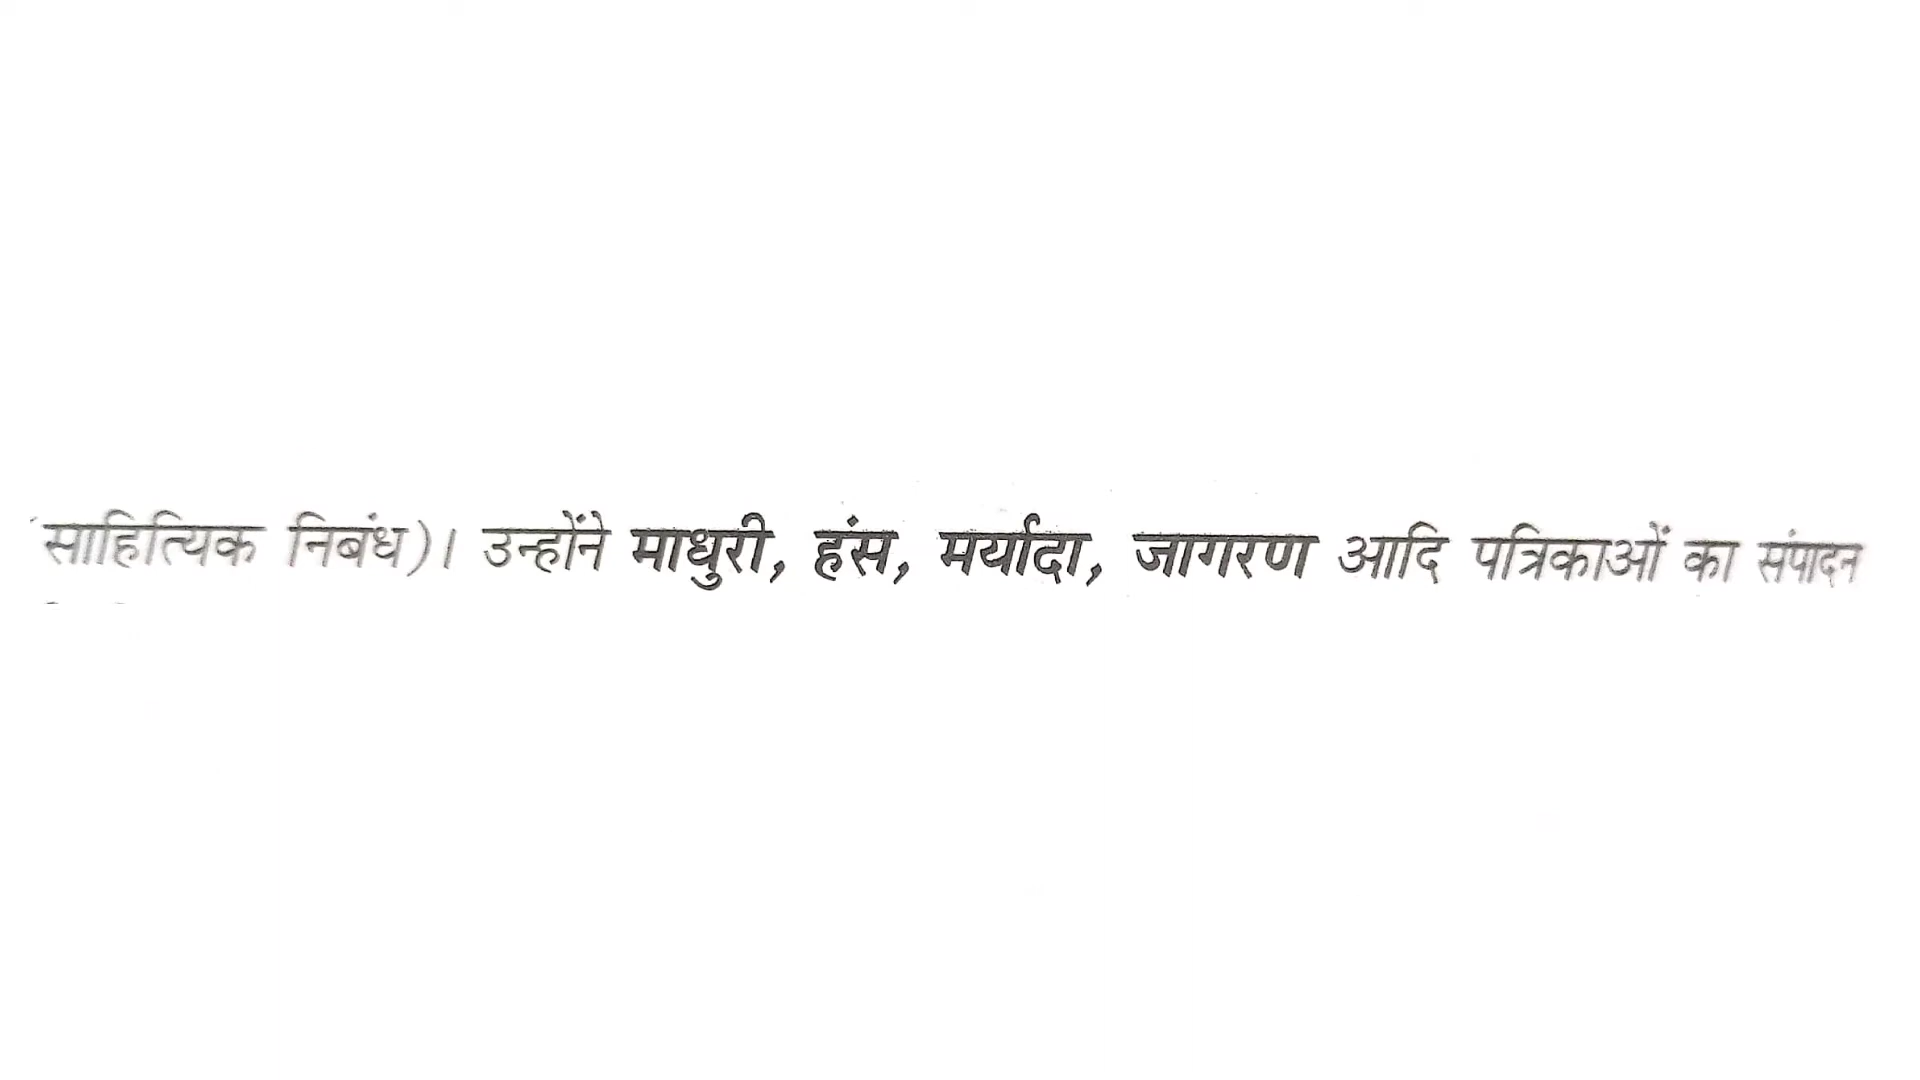 साहित्यिक निबंध)। उन्होंने माधुरी, हंस, मर्यादा, जागरण आदि पत्रिकाओं का संपादन